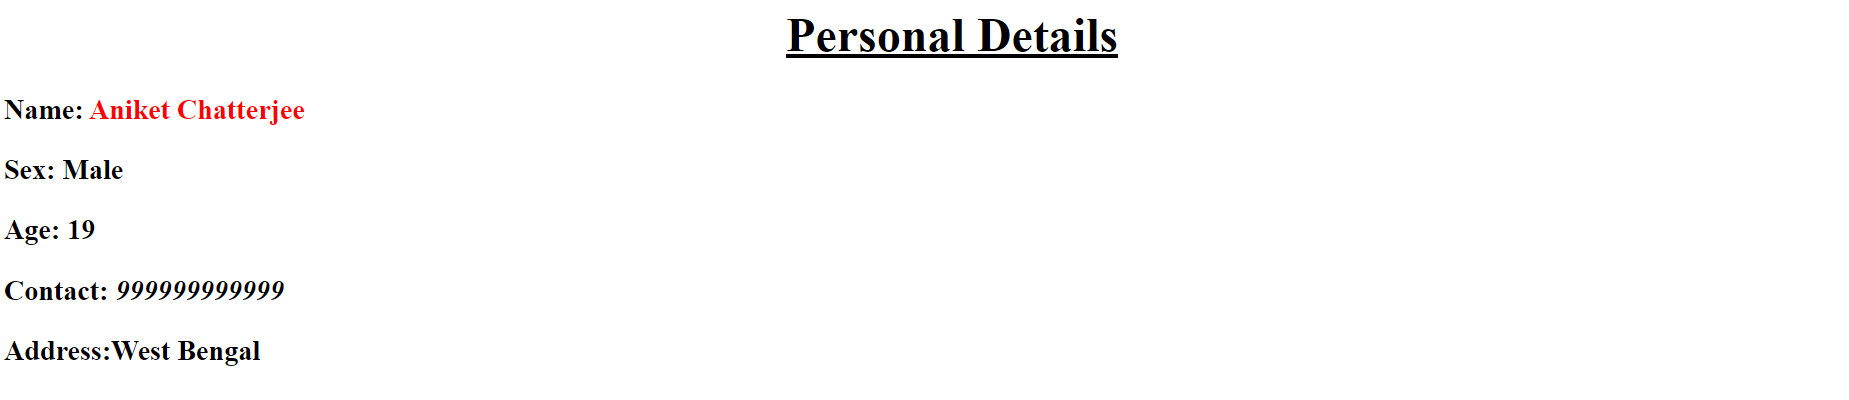 Personal Details
Name: Aniket Chatterjee
Sex: Male
Age: 19
Contact: 999999999999
Address:West Bengal